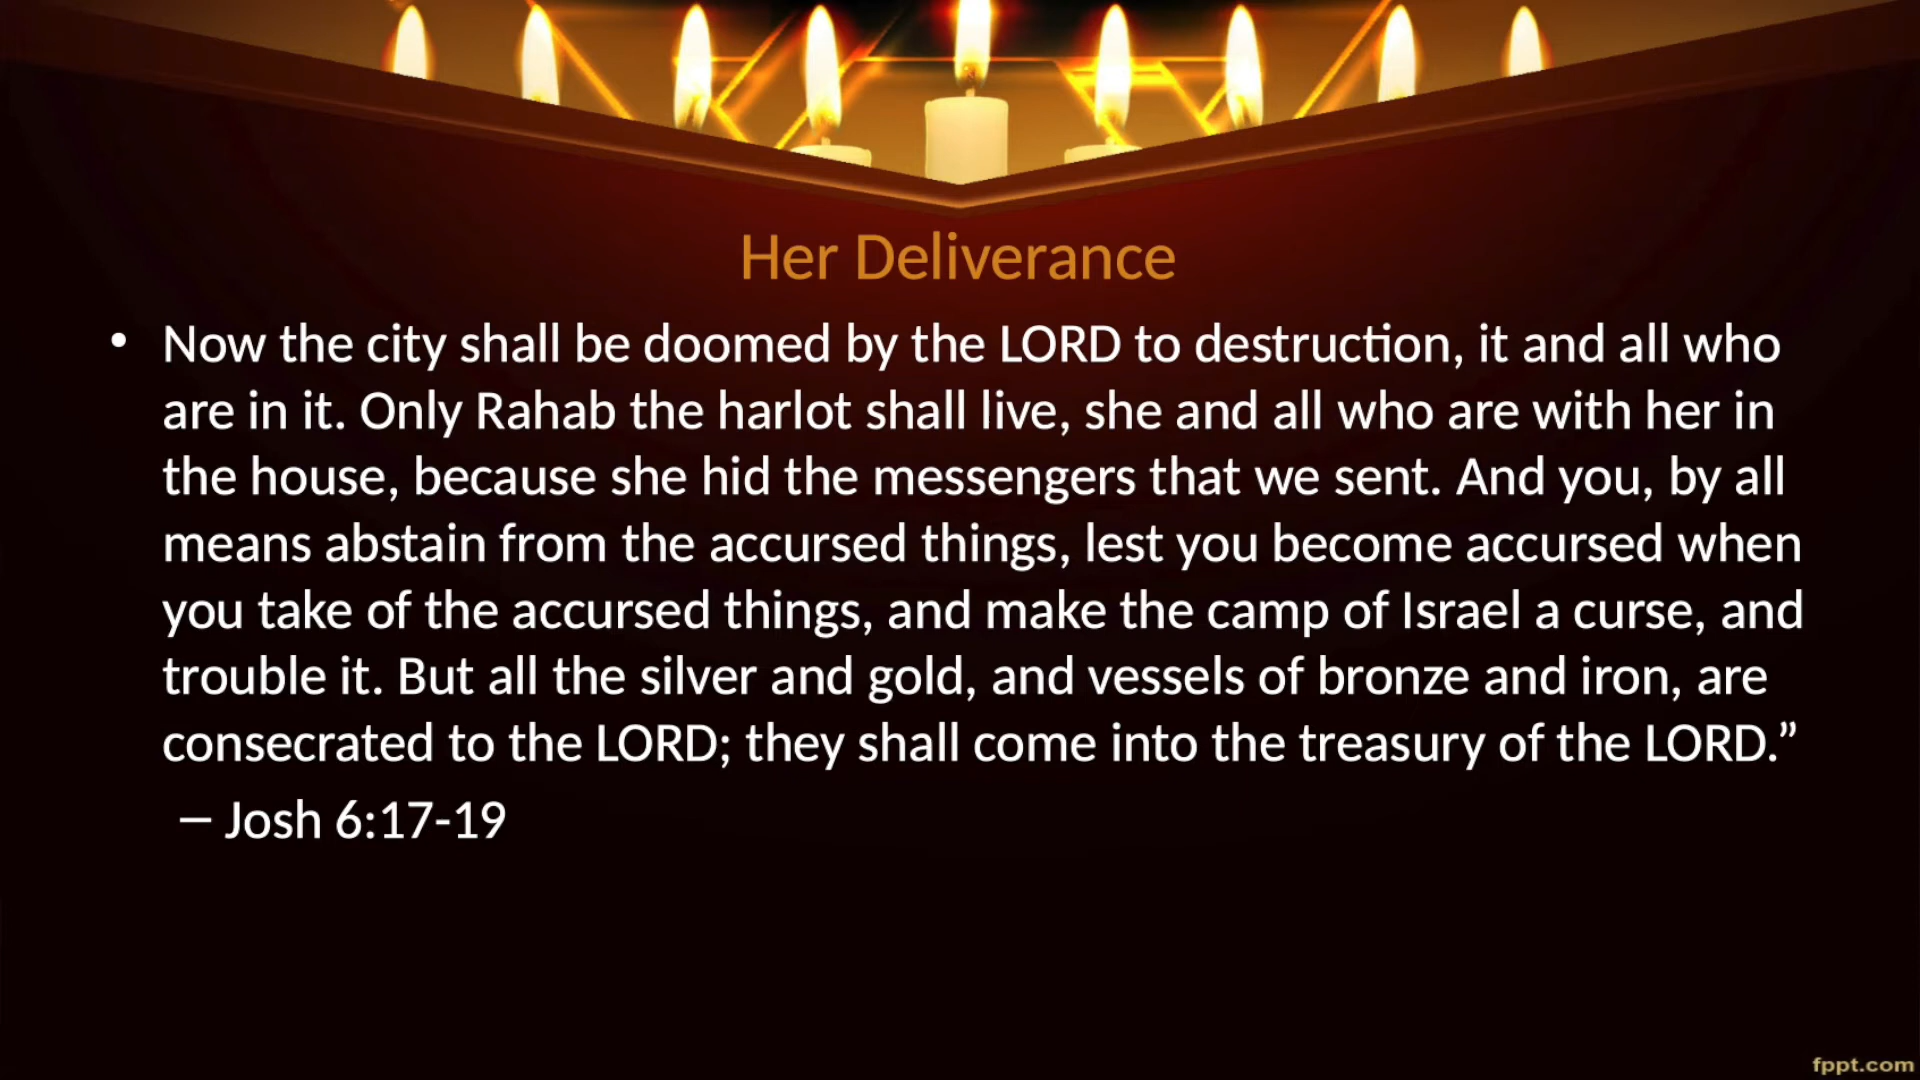 Her Deliverance
• Now the city shall be doomed by the LORD to destruction, it and all who
are in it. Only Rahab the harlot shall live, she and all who are with her in
the house, because she hid the messengers that we sent. And you, by all
means abstain from the accursed things, lest you become accursed when
you take of the accursed things, and make the camp of Israel a curse, and
trouble it. But all the silver and gold, and vessels of bronze and iron, are
consecrated to the LORD; they shall come into the treasury of the LORD.”
– Josh 6:17-19
fppt.com